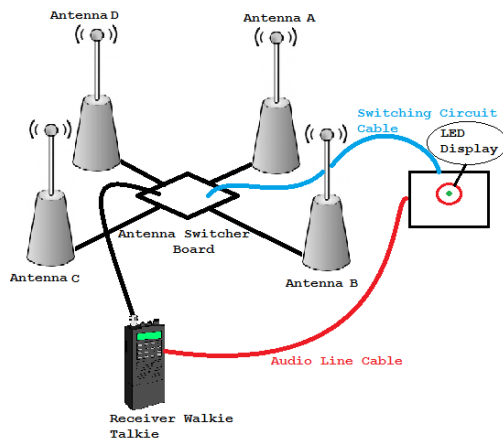 Antenna D
Antenna A
Switching Circuit
Cable
LED
Display
Antenna Switcher
Board
Antenna C
Antenna B
Audio Line Cable
Receiver Walkie
Talkie